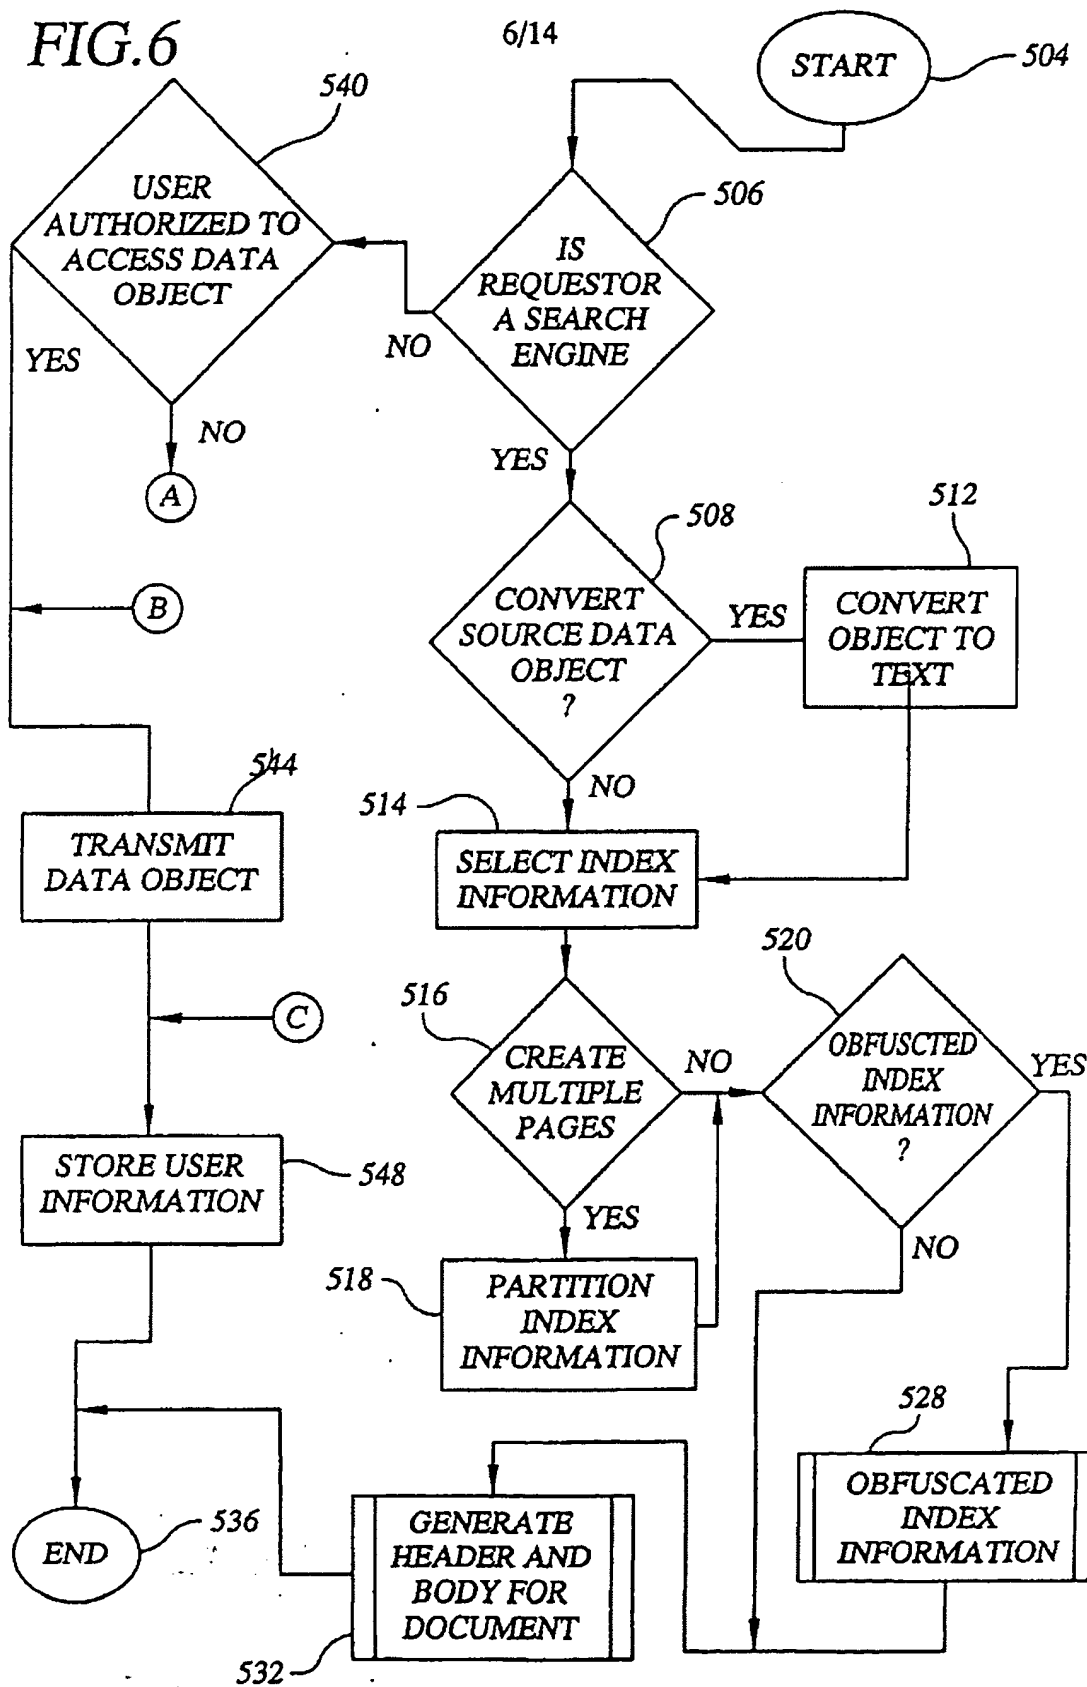 FIG.6
6/14
START
504
540
USER
AUTHORIZED TO
ACCESS DATA
OBJECT
506
IS
REQUESTOR
A SEARCH
ENGINE
YES
NO
NO
A
YES
508
512
CONVERT
SOURCE DATA
OBJECT
?
YES
CONVERT
OBJECT TO
TEXT
B
NO
544
TRANSMIT
DATA OBJECT
514
SELECT INDEX
INFORMATION
520
516
C
CREATE
MULTIPLE
PAGES
NO
OBFUSCTED
INDEX
INFORMATION
?
YES
STORE USER
INFORMATION
548
YES
NO
518
PARTITION
INDEX
INFORMATION
528
OBFUSCATED
INDEX
INFORMATION
END
536
GENERATE
HEADER AND
BODY FOR
DOCUMENT
532